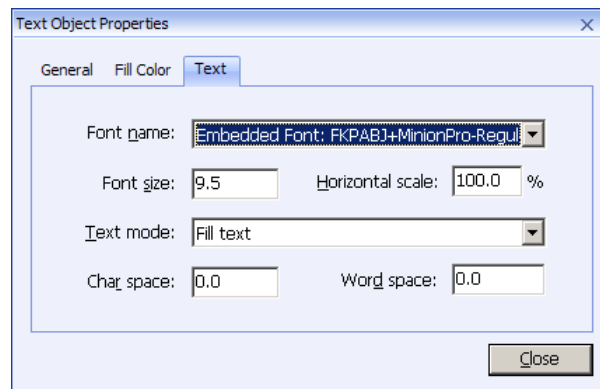 Text Object Properties
General Fill Color Text
Font name: Embedded Font: FKPABJ+MinionPro-Regul
Font size: 9.5 Horizontal scale: 100.0 %
Text mode: Fill text
Char space: 0.0 Word space: 0.0
Close